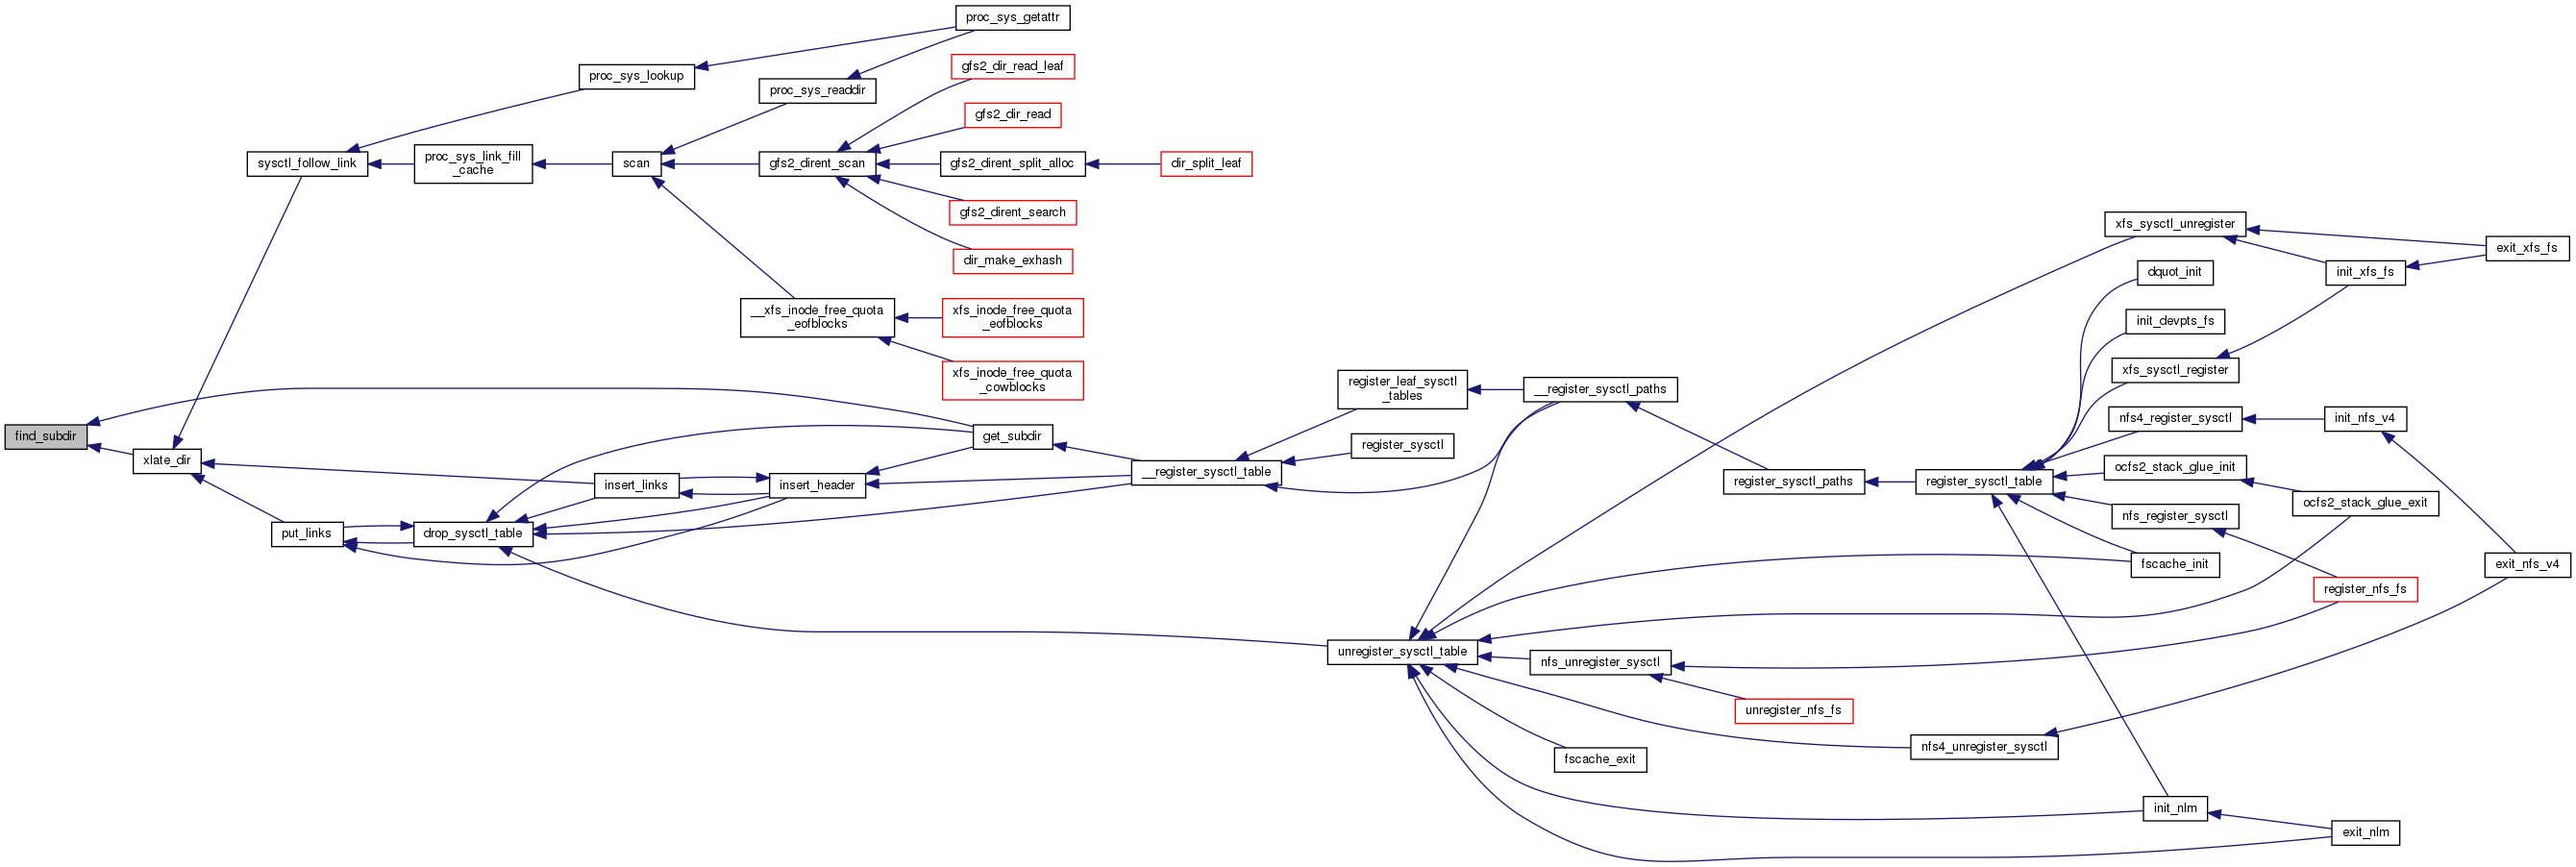 proc_sys_getattr
gfs2_dir_read_leaf
proc_sys_lookup
proc_sys_readdir
gfs2_dir_read
sysctl_follow_link
proc_sys_link_fill
_cache
scan
gfs2_dirent_scan
gfs2_dirent_split_alloc
dir_split_leaf
gfs2_dirent_search
dir_make_exhash
__xfs_inode_free_quota
_eofblocks
xfs_inode_free_quota
_eofblocks
xfs_inode_free_quota
_cowblocks
find_subdir
xlate_dir
get_subdir
insert_links
insert_header
put_links
drop_sysctl_table
__register_sysctl_table
register_leaf_sysctl
_tables
register_sysctl
__register_sysctl_paths
register_sysctl_paths
register_sysctl_table
unregister_sysctl_table
nfs_unregister_sysctl
unregister_nfs_fs
fscache_exit
nfs4_unregister_sysctl
xfs_sysctl_unregister
exit_xfs_fs
dquot_init
init_xfs_fs
init_devpts_fs
xfs_sysctl_register
nfs4_register_sysctl
init_nfs_v4
ocfs2_stack_glue_init
ocfs2_stack_glue_exit
nfs_register_sysctl
fscache_init
exit_nfs_v4
register_nfs_fs
init_nlm
exit_nlm